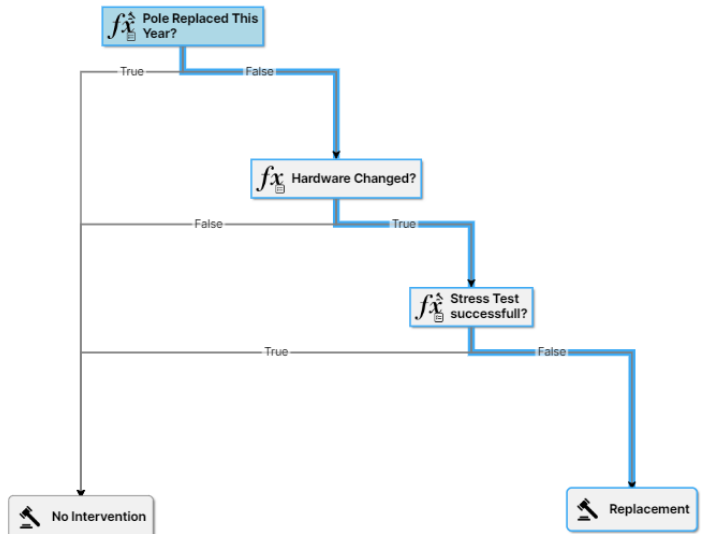 Pole Replaced This
Year?
True
False
Hardware Changed?
False
True
Stress Test
successfull?
True
False
No Intervention
Replacement